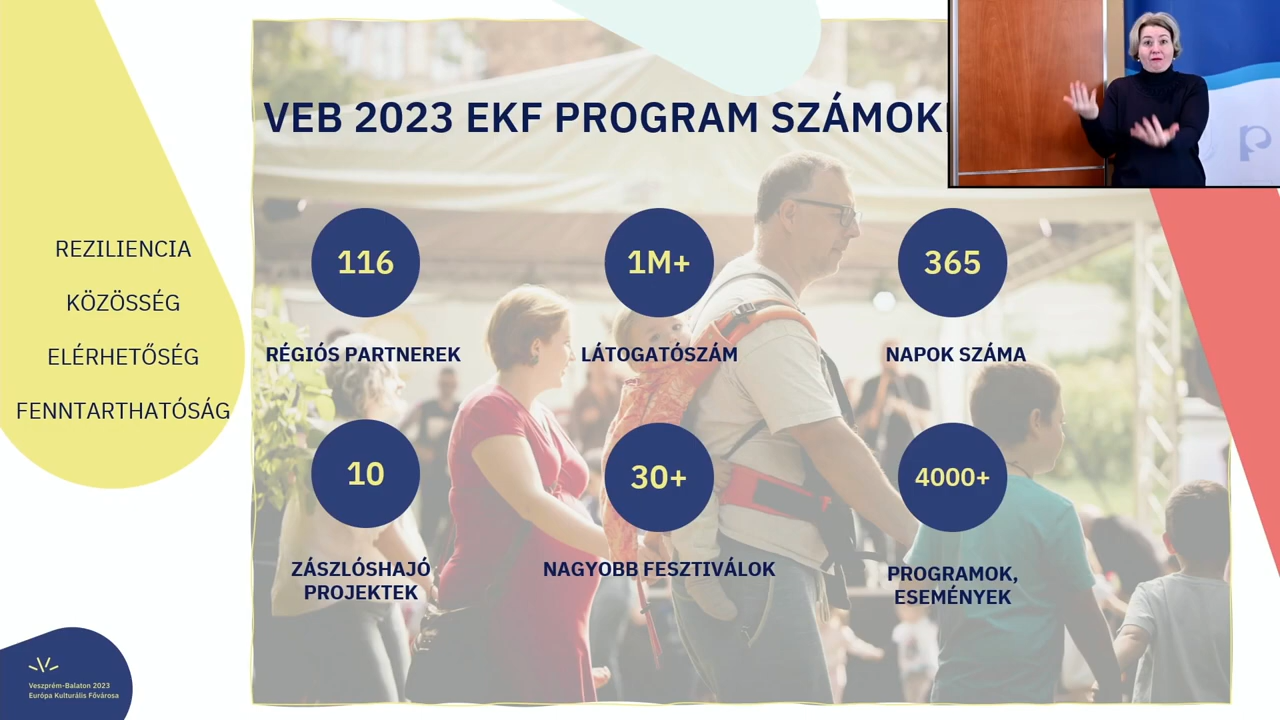 VEB 2023 EKF PROGRAM
REZILIENCIA
KÖZÖSSÉG
ELÉRHETŐSÉG
FENNTARTHATÓSÁG
116
RÉGIÓS PARTNEREK
1M+
LÁTOGATÓSZÁM
365
NAPOK SZÁMA
10
ZÁSZLÓSHAJÓ
PROJEKTEK
30+
NAGYOBB FESZTIVÁLOK
4000+
PROGRAMOK,
ESEMÉNYEK
Veszprém-Balaton 2023
Európa Kulturális Fővárosa